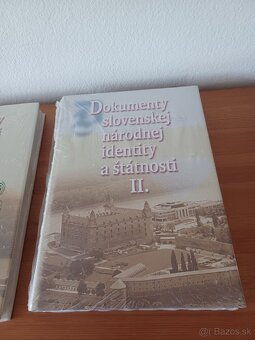 Dokumenty
slovenskej
národnej
identity
a štátnosti
II.
© Bazos.sk